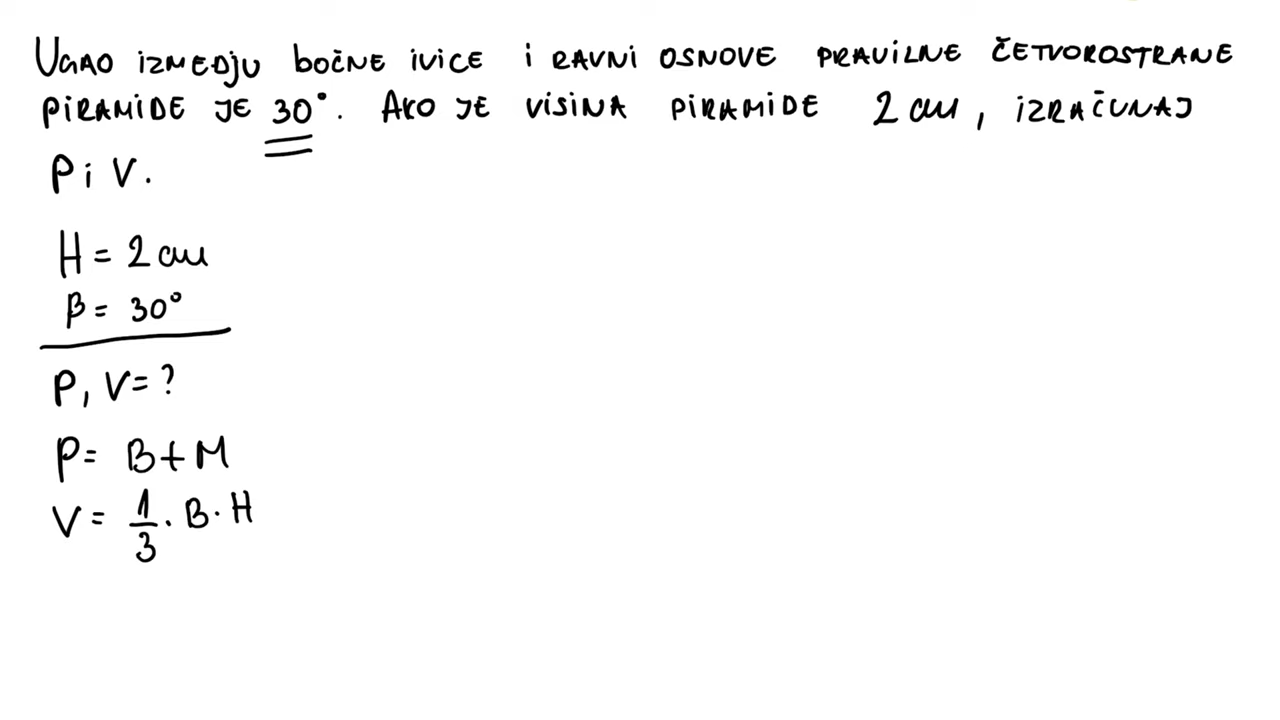 Ugao izmedju bočne ivice i ravni osnove pravilne četvorostrane
piramide je 30°. Ako je visina piramide 2 cm, izračunaj
P i V.
H = 2 cm
β = 30°
P, V = ?
P = B + M
V = 1/3 · B · H